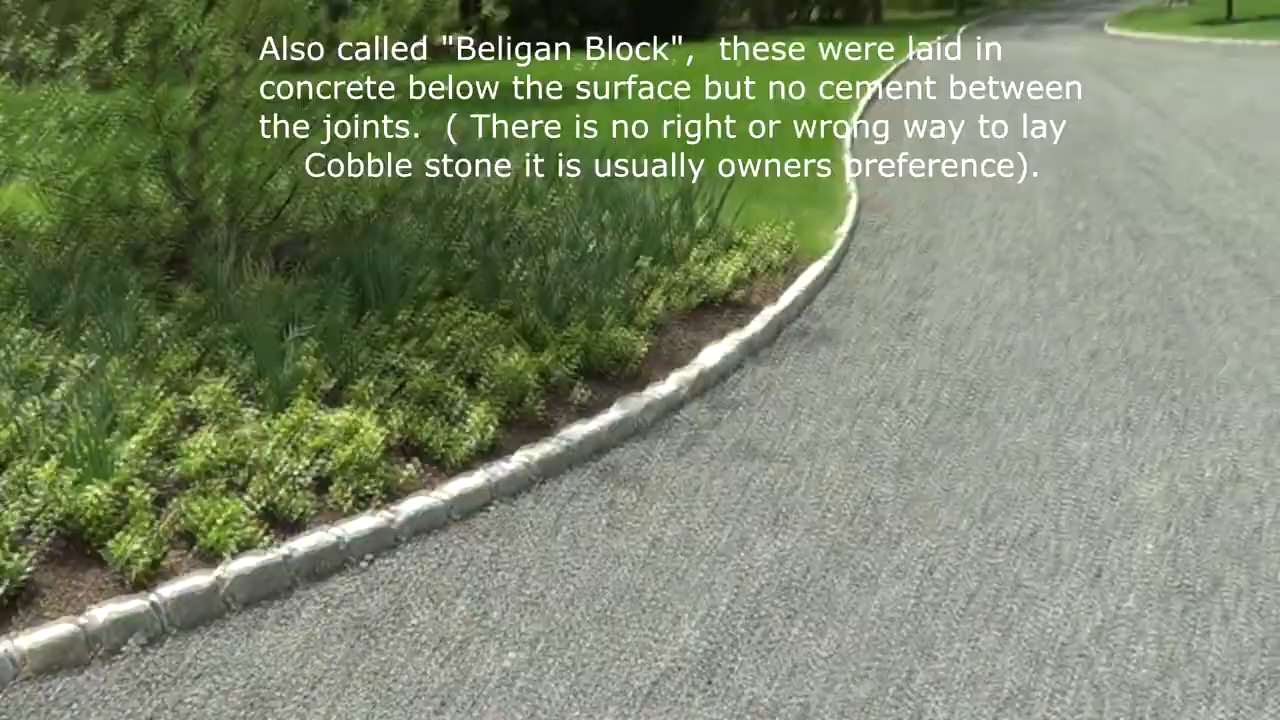 Also called "Beligan Block",  these were laid in
concrete below the surface but no cement between
the joints.  ( There is no right or wrong way to lay
Cobble stone it is usually owners preference).